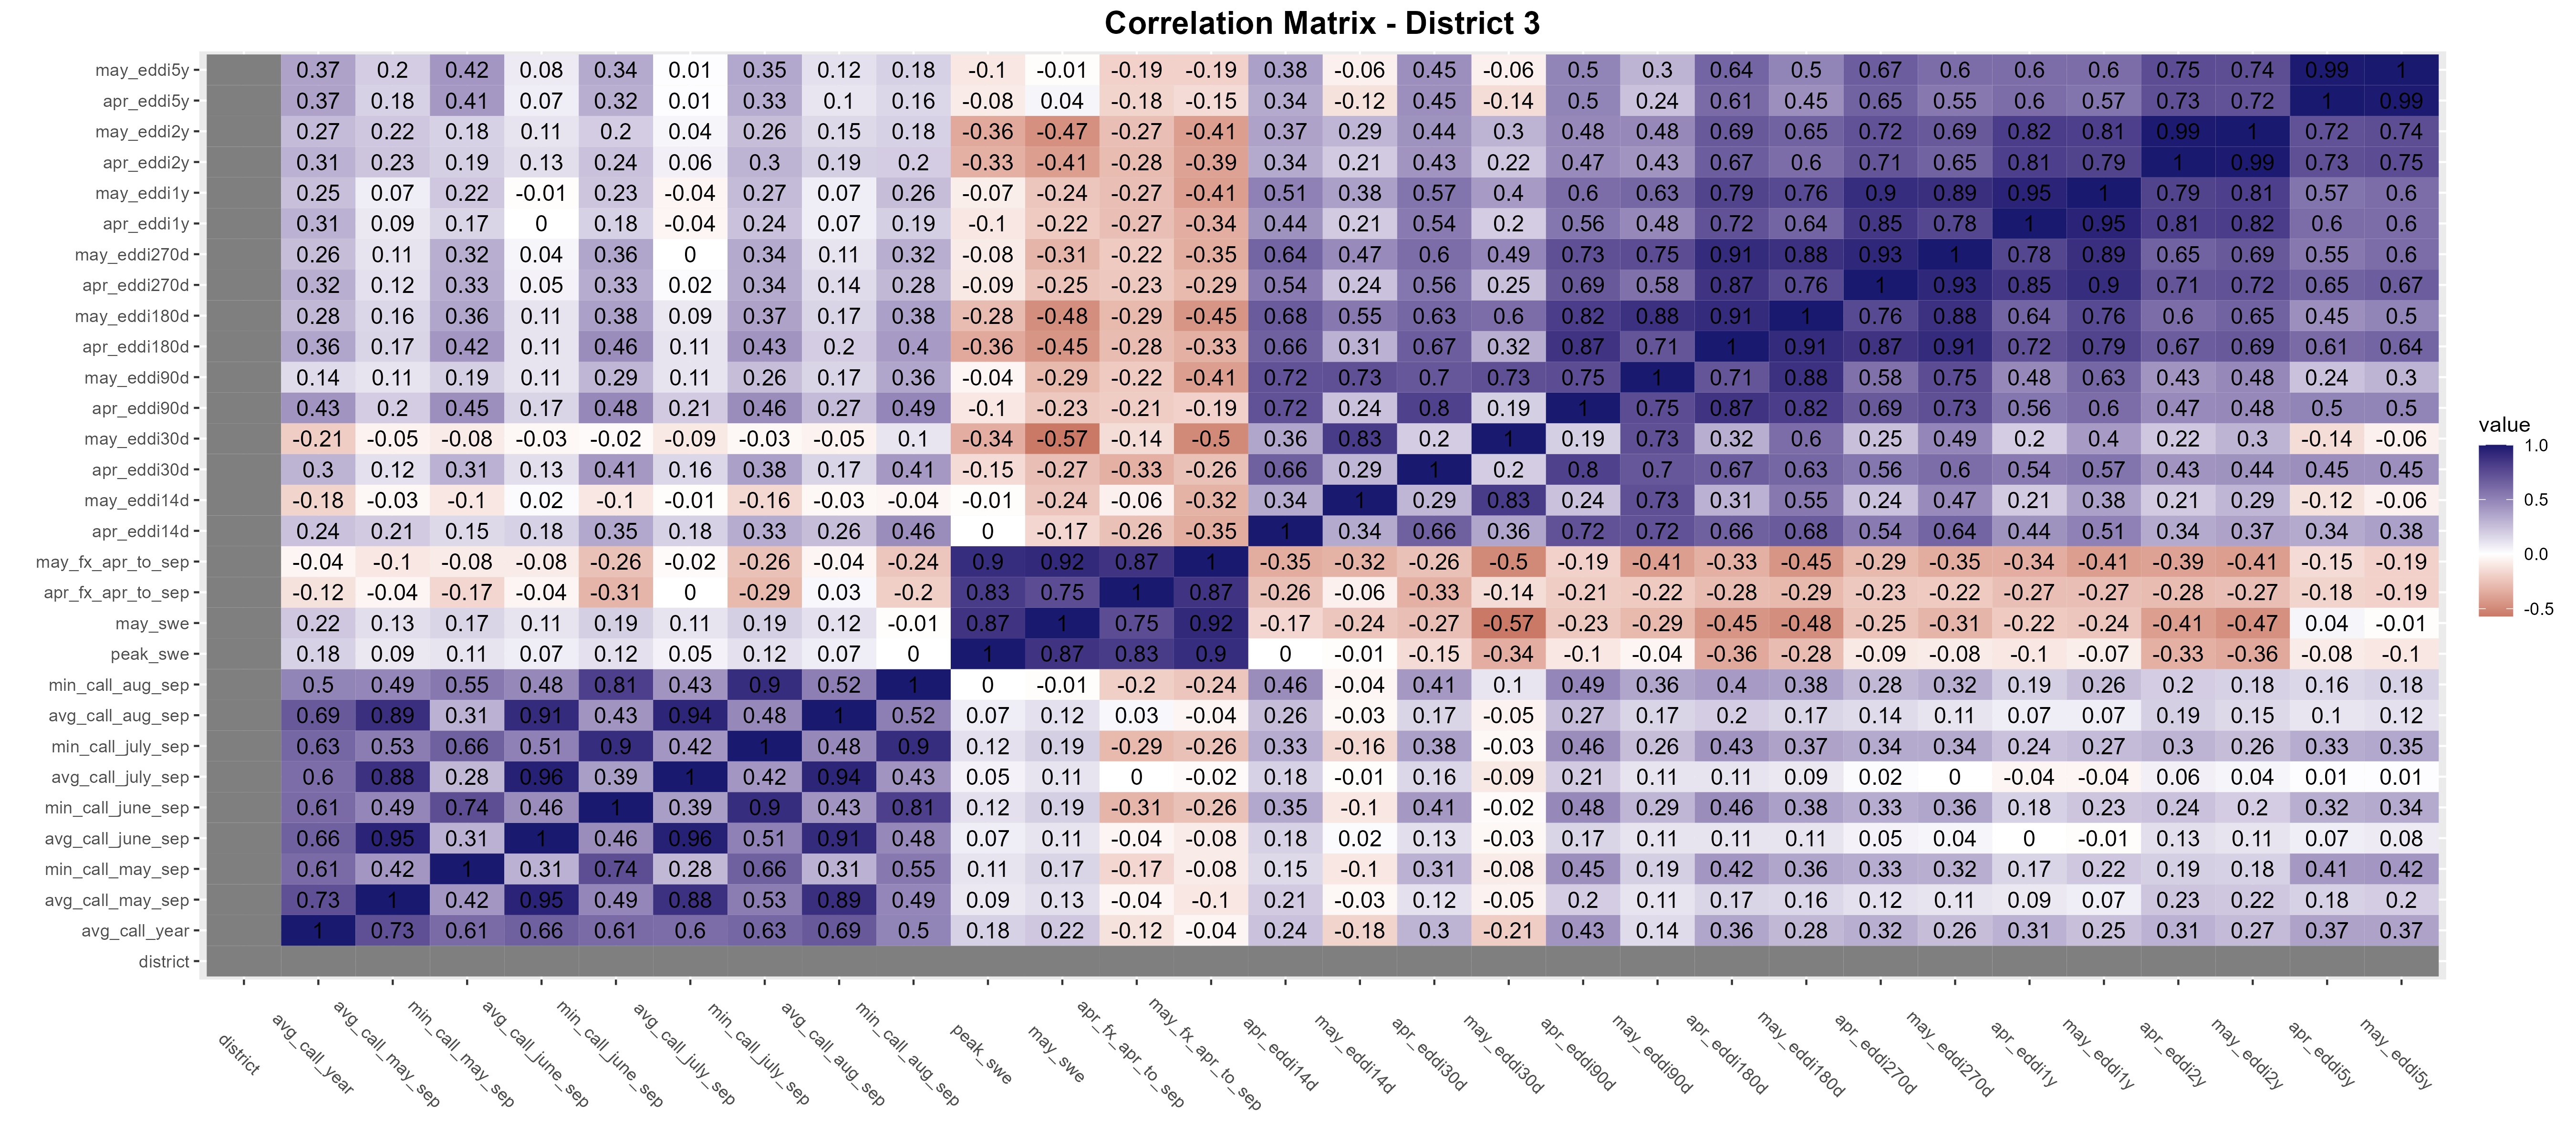 Correlation Matrix - District 3
may_eddi5y 0.37 0.2 0.42 0.08 0.34 0.01 0.35 0.12 0.18 -0.1 -0.01 -0.19 -0.19 0.38 -0.06 0.45 -0.06 0.5 0.3 0.64 0.5 0.67 0.6 0.6 0.6 0.75 0.74 0.99 1
apr_eddi5y 0.37 0.18 0.41 0.07 0.32 0.01 0.33 0.1 0.16 -0.08 0.04 -0.18 -0.15 0.34 -0.12 0.45 -0.14 0.5 0.24 0.61 0.45 0.65 0.55 0.6 0.57 0.73 0.72 1 0.99
may_eddi2y 0.27 0.22 0.18 0.11 0.2 0.04 0.26 0.15 0.18 -0.36 -0.47 -0.27 -0.41 0.37 0.29 0.44 0.3 0.48 0.48 0.69 0.65 0.72 0.69 0.82 0.81 0.99 1 0.72 0.74
apr_eddi2y 0.31 0.23 0.19 0.13 0.24 0.06 0.3 0.19 0.2 -0.33 -0.41 -0.28 -0.39 0.34 0.21 0.43 0.22 0.47 0.43 0.67 0.6 0.71 0.65 0.81 0.79 1 0.99 0.73 0.75
may_eddi1y 0.25 0.07 0.22 -0.01 0.23 -0.04 0.27 0.07 0.26 -0.07 -0.24 -0.27 -0.41 0.51 0.38 0.57 0.4 0.6 0.63 0.79 0.76 0.9 0.89 0.95 1 0.79 0.81 0.57 0.6
apr_eddi1y 0.31 0.09 0.17 0 0.18 -0.04 0.24 0.07 0.19 -0.1 -0.22 -0.27 -0.34 0.44 0.21 0.54 0.2 0.56 0.48 0.72 0.64 0.85 0.78 1 0.95 0.81 0.82 0.6 0.6
may_eddi270d 0.26 0.11 0.32 0.04 0.36 0 0.34 0.11 0.32 -0.08 -0.31 -0.22 -0.35 0.64 0.47 0.6 0.49 0.73 0.75 0.91 0.88 0.93 1 0.78 0.89 0.65 0.69 0.55 0.6
apr_eddi270d 0.32 0.12 0.33 0.05 0.33 0.02 0.34 0.14 0.28 -0.09 -0.25 -0.23 -0.29 0.54 0.24 0.56 0.25 0.69 0.58 0.87 0.76 1 0.93 0.85 0.9 0.71 0.72 0.65 0.67
may_eddi180d 0.28 0.16 0.36 0.11 0.38 0.09 0.37 0.17 0.38 -0.28 -0.48 -0.29 -0.45 0.68 0.55 0.63 0.6 0.82 0.88 0.91 1 0.76 0.88 0.64 0.76 0.6 0.65 0.45 0.5
apr_eddi180d 0.36 0.17 0.42 0.11 0.46 0.11 0.43 0.2 0.4 -0.36 -0.45 -0.28 -0.33 0.66 0.31 0.67 0.32 0.87 0.71 1 0.91 0.87 0.91 0.72 0.79 0.67 0.69 0.61 0.64
may_eddi90d 0.14 0.11 0.19 0.11 0.29 0.11 0.26 0.17 0.36 -0.04 -0.29 -0.22 -0.41 0.72 0.73 0.7 0.73 0.75 1 0.71 0.88 0.58 0.75 0.48 0.63 0.43 0.48 0.24 0.3
apr_eddi90d 0.43 0.2 0.45 0.17 0.48 0.21 0.46 0.27 0.49 -0.1 -0.23 -0.21 -0.19 0.72 0.24 0.8 0.19 1 0.75 0.87 0.82 0.69 0.73 0.56 0.6 0.47 0.48 0.5 0.5
may_eddi30d -0.21 -0.05 -0.08 -0.03 -0.02 -0.09 -0.03 -0.05 0.1 -0.34 -0.57 -0.14 -0.5 0.36 0.83 0.2 1 0.19 0.73 0.32 0.6 0.25 0.49 0.2 0.4 0.22 0.3 -0.14 -0.06
apr_eddi30d 0.3 0.12 0.31 0.13 0.41 0.16 0.38 0.17 0.41 -0.15 -0.27 -0.33 -0.26 0.66 0.29 1 0.2 0.8 0.7 0.67 0.63 0.56 0.6 0.54 0.57 0.43 0.44 0.45 0.45
may_eddi14d -0.18 -0.03 -0.1 0.02 -0.1 -0.01 -0.16 -0.03 -0.04 -0.01 -0.24 -0.06 -0.32 0.34 1 0.29 0.83 0.24 0.73 0.31 0.55 0.24 0.47 0.21 0.38 0.21 0.29 -0.12 -0.06
apr_eddi14d 0.24 0.21 0.15 0.18 0.35 0.18 0.33 0.26 0.46 0 -0.17 -0.26 -0.35 1 0.34 0.66 0.36 0.72 0.72 0.66 0.68 0.54 0.64 0.44 0.51 0.34 0.37 0.34 0.38
may_fx_apr_to_sep -0.04 -0.1 -0.08 -0.08 -0.26 -0.02 -0.26 -0.04 -0.24 0.9 0.92 0.87 1 -0.35 -0.32 -0.26 -0.5 -0.19 -0.41 -0.33 -0.45 -0.29 -0.35 -0.34 -0.41 -0.39 -0.41 -0.15 -0.19
apr_fx_apr_to_sep -0.12 -0.04 -0.17 -0.04 -0.31 0 -0.29 0.03 -0.2 0.83 0.75 1 0.87 -0.26 -0.06 -0.33 -0.14 -0.21 -0.22 -0.28 -0.29 -0.23 -0.22 -0.27 -0.27 -0.28 -0.27 -0.18 -0.19
may_swe 0.22 0.13 0.17 0.11 0.19 0.11 0.19 0.12 -0.01 0.87 1 0.75 0.92 -0.17 -0.24 -0.27 -0.57 -0.23 -0.29 -0.45 -0.48 -0.25 -0.31 -0.22 -0.24 -0.41 -0.47 0.04 -0.01
peak_swe 0.18 0.09 0.11 0.07 0.12 0.05 0.12 0.07 0 1 0.87 0.83 0.9 0 -0.01 -0.15 -0.34 -0.1 -0.04 -0.36 -0.28 -0.09 -0.08 -0.1 -0.07 -0.33 -0.36 -0.08 -0.1
min_call_aug_sep 0.5 0.49 0.55 0.48 0.81 0.43 0.9 0.52 1 0 -0.01 -0.2 -0.24 0.46 -0.04 0.41 0.1 0.49 0.36 0.4 0.38 0.28 0.32 0.19 0.26 0.2 0.18 0.16 0.18
avg_call_aug_sep 0.69 0.89 0.31 0.91 0.43 0.94 0.48 1 0.52 0.07 0.12 0.03 -0.04 0.26 -0.03 0.17 -0.05 0.27 0.17 0.2 0.17 0.14 0.11 0.07 0.07 0.19 0.15 0.1 0.12
min_call_july_sep 0.63 0.53 0.66 0.51 0.9 0.42 1 0.48 0.9 0.12 0.19 -0.29 -0.26 0.33 -0.16 0.38 -0.03 0.46 0.26 0.43 0.37 0.34 0.34 0.24 0.27 0.3 0.26 0.33 0.35
avg_call_july_sep 0.6 0.88 0.28 0.96 0.39 1 0.42 0.94 0.43 0.05 0.11 0 -0.02 0.18 -0.01 0.16 -0.09 0.21 0.11 0.11 0.09 0.02 0 -0.04 -0.04 0.06 0.04 0.01 0.01
min_call_june_sep 0.61 0.49 0.74 0.46 1 0.39 0.9 0.43 0.81 0.12 0.19 -0.31 -0.26 0.35 -0.1 0.41 -0.02 0.48 0.29 0.46 0.38 0.33 0.36 0.18 0.23 0.24 0.2 0.32 0.34
avg_call_june_sep 0.66 0.95 0.31 1 0.46 0.96 0.51 0.91 0.48 0.07 0.11 -0.04 -0.08 0.18 0.02 0.13 -0.03 0.17 0.11 0.11 0.11 0.05 0.04 0 -0.01 0.13 0.11 0.07 0.08
min_call_may_sep 0.61 0.42 1 0.31 0.74 0.28 0.66 0.31 0.55 0.11 0.17 -0.17 -0.08 0.15 -0.1 0.31 -0.08 0.45 0.19 0.42 0.36 0.33 0.32 0.17 0.22 0.19 0.18 0.41 0.42
avg_call_may_sep 0.73 1 0.42 0.95 0.49 0.88 0.53 0.89 0.49 0.09 0.13 -0.04 -0.1 0.21 -0.03 0.12 -0.05 0.2 0.11 0.17 0.16 0.12 0.11 0.09 0.07 0.23 0.22 0.18 0.2
avg_call_year 1 0.73 0.61 0.66 0.61 0.6 0.63 0.69 0.5 0.18 0.22 -0.12 -0.04 0.24 -0.18 0.3 -0.21 0.43 0.14 0.36 0.28 0.32 0.26 0.31 0.25 0.31 0.27 0.37 0.37
district
district avg_call_year avg_call_may_sep min_call_may_sep avg_call_june_sep min_call_june_sep avg_call_july_sep min_call_july_sep avg_call_aug_sep min_call_aug_sep peak_swe may_swe apr_fx_apr_to_sep may_fx_apr_to_sep apr_eddi14d may_eddi14d apr_eddi30d may_eddi30d apr_eddi90d may_eddi90d apr_eddi180d may_eddi180d apr_eddi270d may_eddi270d apr_eddi1y may_eddi1y apr_eddi2y may_eddi2y apr_eddi5y may_eddi5y
value
1.0
0.5
0.0
-0.5